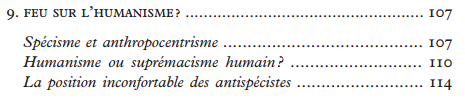 9. FEU SUR L'HUMANISME? ................................................ 107
Spécisme et anthropocentrisme ........................................ 107
Humanisme ou suprémacisme humain? .......................... 110
La position inconfortable des antispécistes ......................... 114